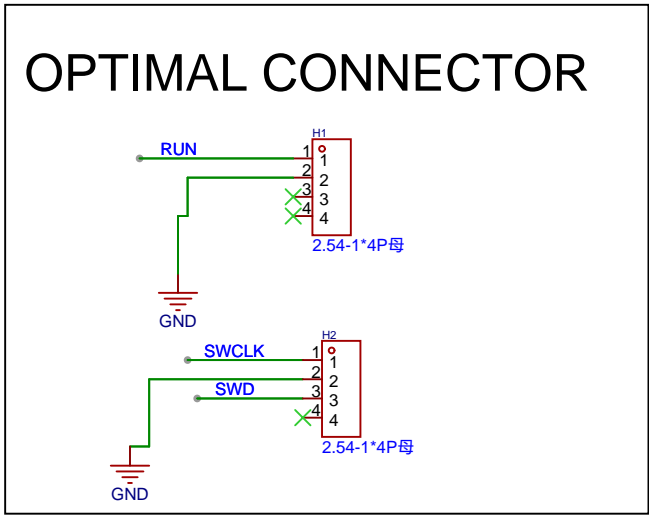 OPTIMAL CONNECTOR
H1
RUN
1 1
2 2
3 3
4 4
2.54-1*4P母
GND
H2
SWCLK
1 1
2 2
SWD
3 3
4 4
2.54-1*4P母
GND